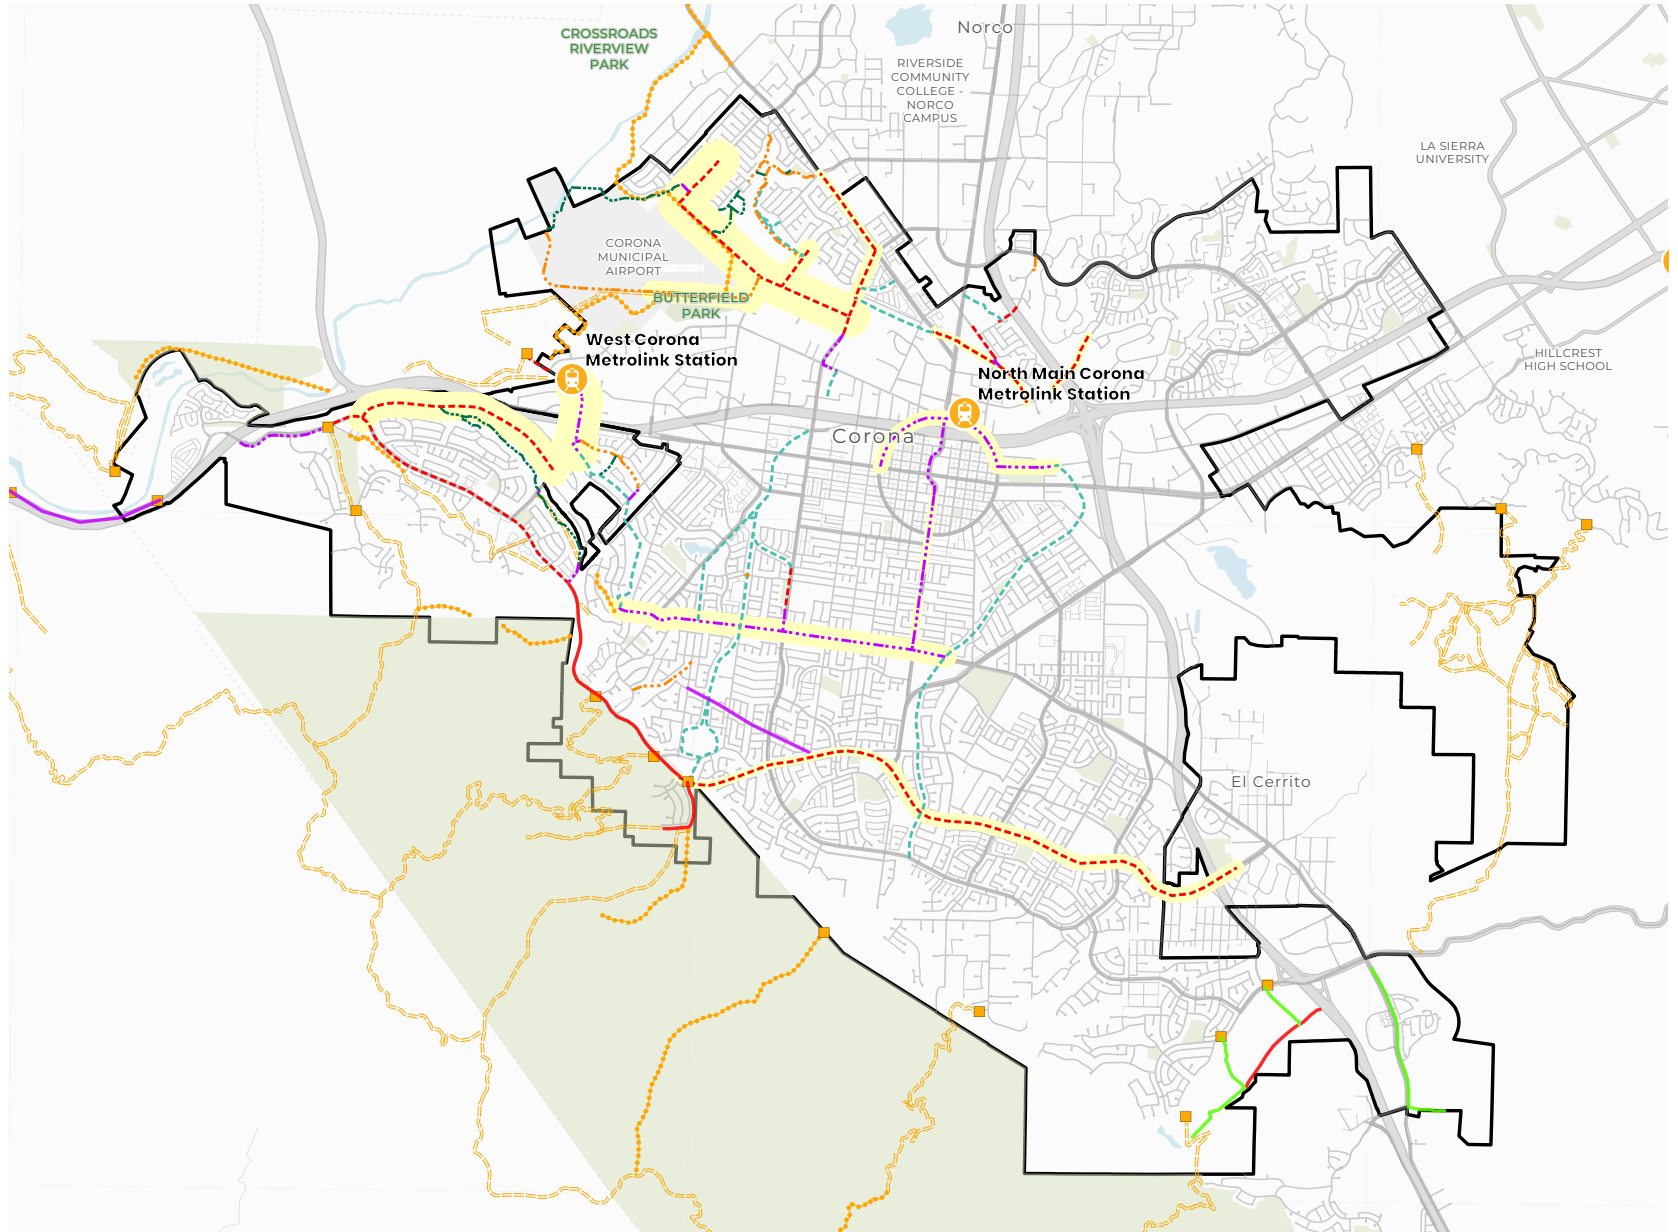 Norco
CROSSROADS
RIVERVIEW
PARK
RIVERSIDE
COMMUNITY
COLLEGE -
NORCO
CAMPUS
LA SIERRA
UNIVERSITY
CORONA
MUNICIPAL
AIRPORT
BUTTERFIELD
PARK
West Corona
Metrolink Station
HILLCREST
HIGH SCHOOL
North Main Corona
Metrolink Station
Corona
El Cerrito